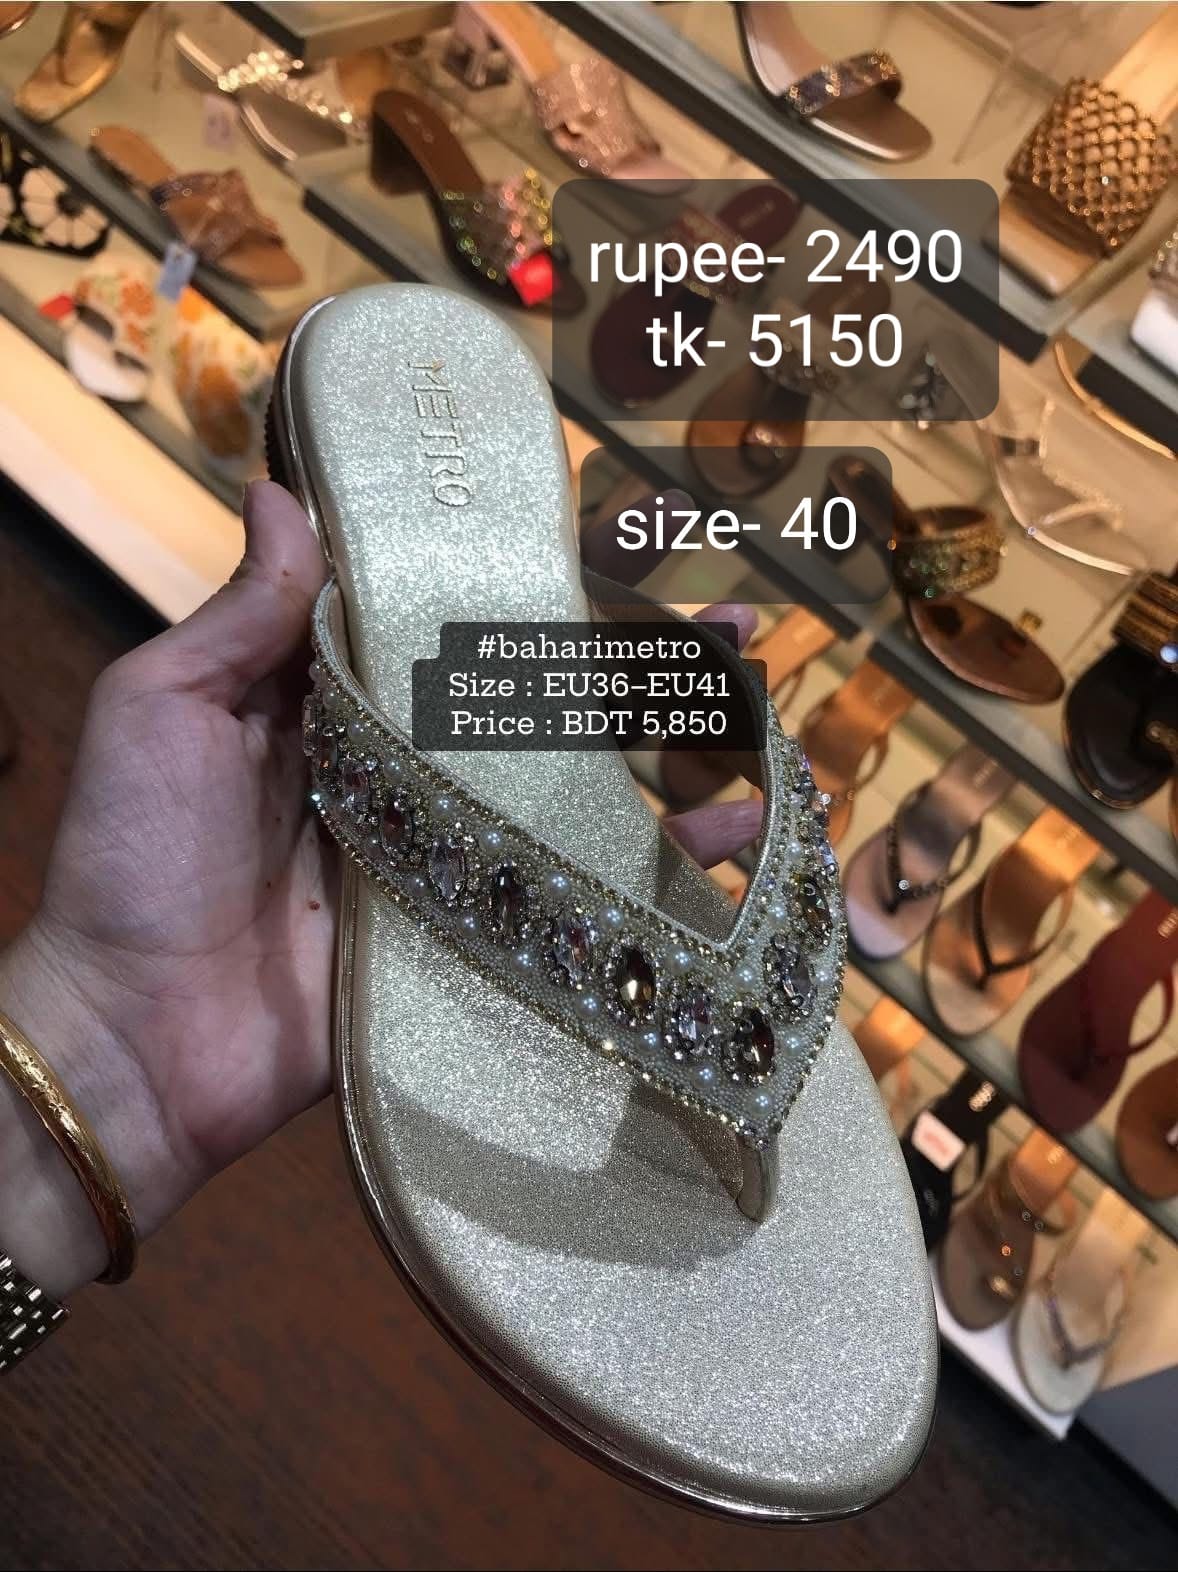 rupee- 2490
tk- 5150
size- 40
METRO
#baharimetro
Size : EU36–EU41
Price : BDT 5,850